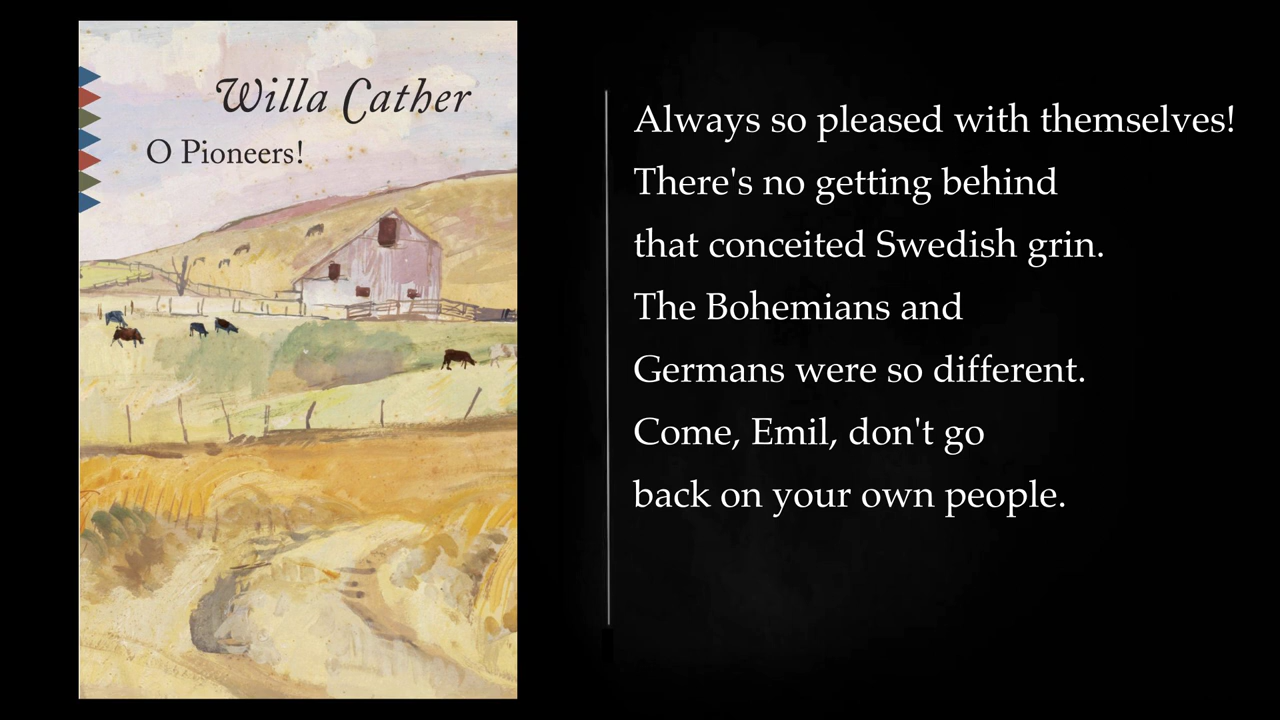 Willa Cather
O Pioneers!
Always so pleased with themselves!
There's no getting behind
that conceited Swedish grin.
The Bohemians and
Germans were so different.
Come, Emil, don't go
back on your own people.